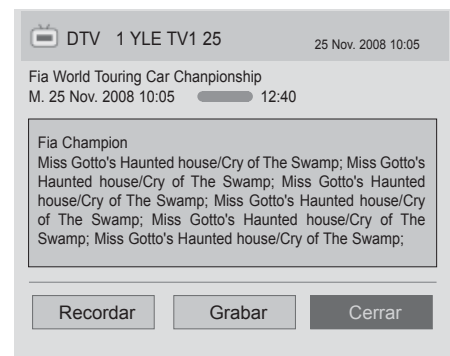 DTV 1 YLE TV1 25 25 Nov. 2008 10:05
Fia World Touring Car Chanpionship
M. 25 Nov. 2008 10:05 12:40
Fia Champion
Miss Gotto's Haunted house/Cry of The Swamp; Miss Gotto's
Haunted house/Cry of The Swamp; Miss Gotto's Haunted
house/Cry of The Swamp; Miss Gotto's Haunted house/Cry
of The Swamp; Miss Gotto's Haunted house/Cry of The
Swamp; Miss Gotto's Haunted house/Cry of The Swamp;
Recordar Grabar Cerrar